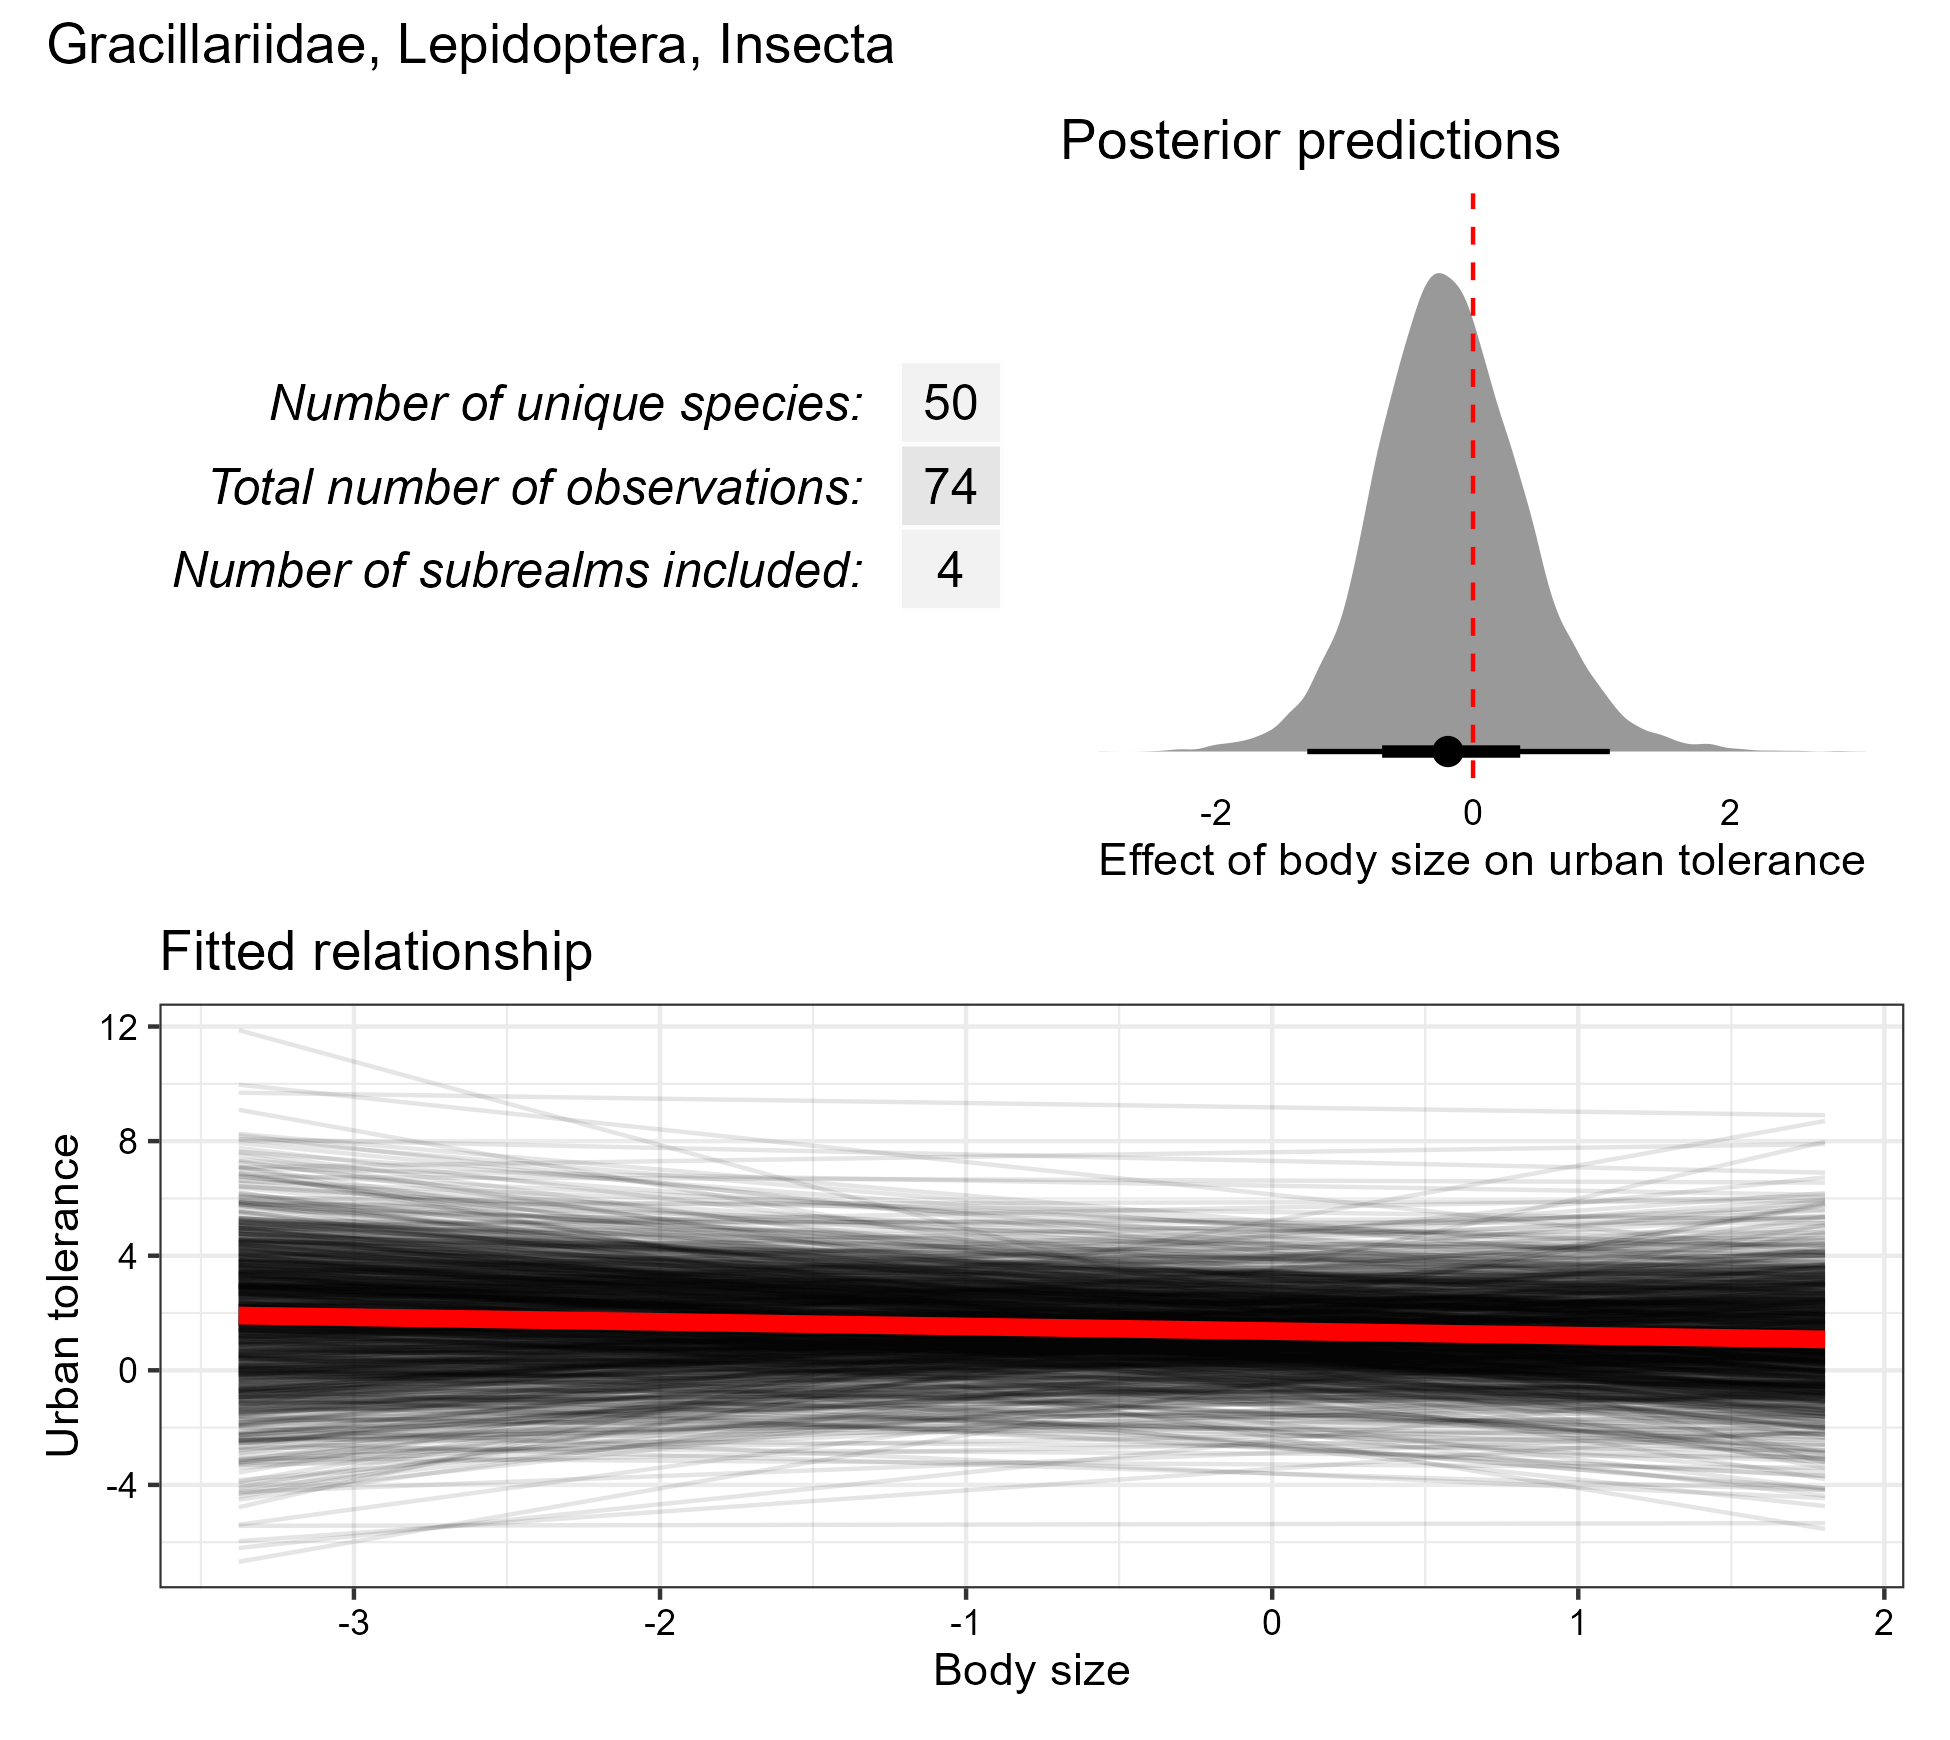 Gracillariidae, Lepidoptera, Insecta
Number of unique species: 50
Total number of observations: 74
Number of subrealms included: 4
Posterior predictions
-2 0 2
Effect of body size on urban tolerance
Fitted relationship
12
8
4
0
-4
Urban tolerance
-3 -2 -1 0 1 2
Body size